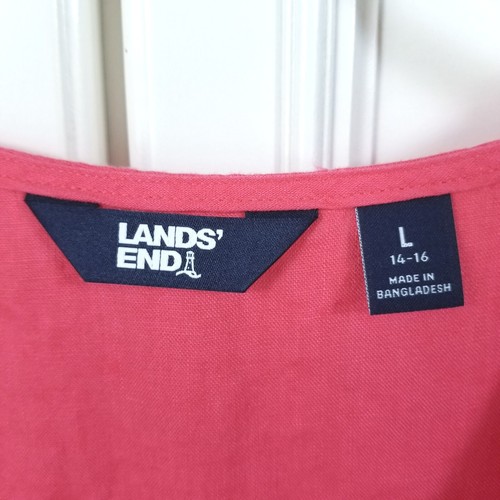 LANDS'
END
L
14-16
MADE IN
BANGLADESH